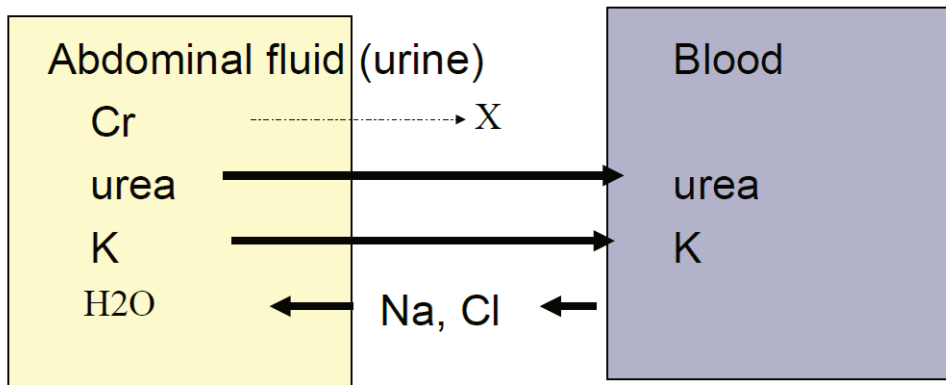 Abdominal fluid (urine) Blood
Cr X
urea urea
K K
H2O Na, Cl